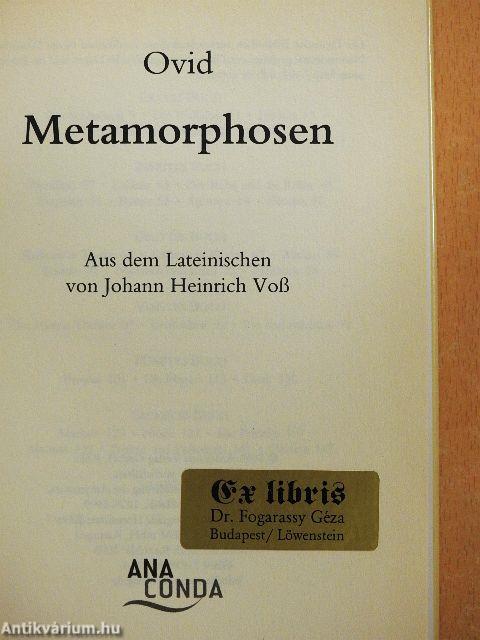 Ovid
Metamorphosen
Aus dem Lateinischen
von Johann Heinrich Voß
Ex libris
Dr. Fogarassy Géza
Budapest/ Löwenstein
ANA
CONDA
Antikvárium.hu